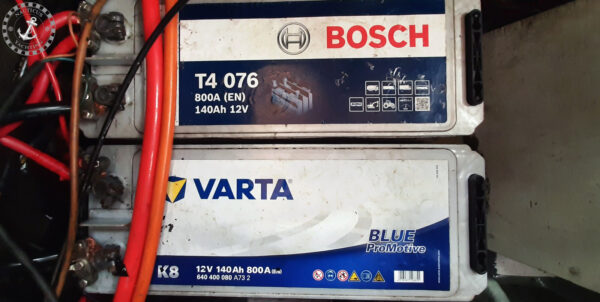 BOSCH
T4 076
800A (EN)
140Ah 12V
VARTA
BLUE
ProMotive
K8
12V 140Ah 800A (EN)
640 400 080 A73 2